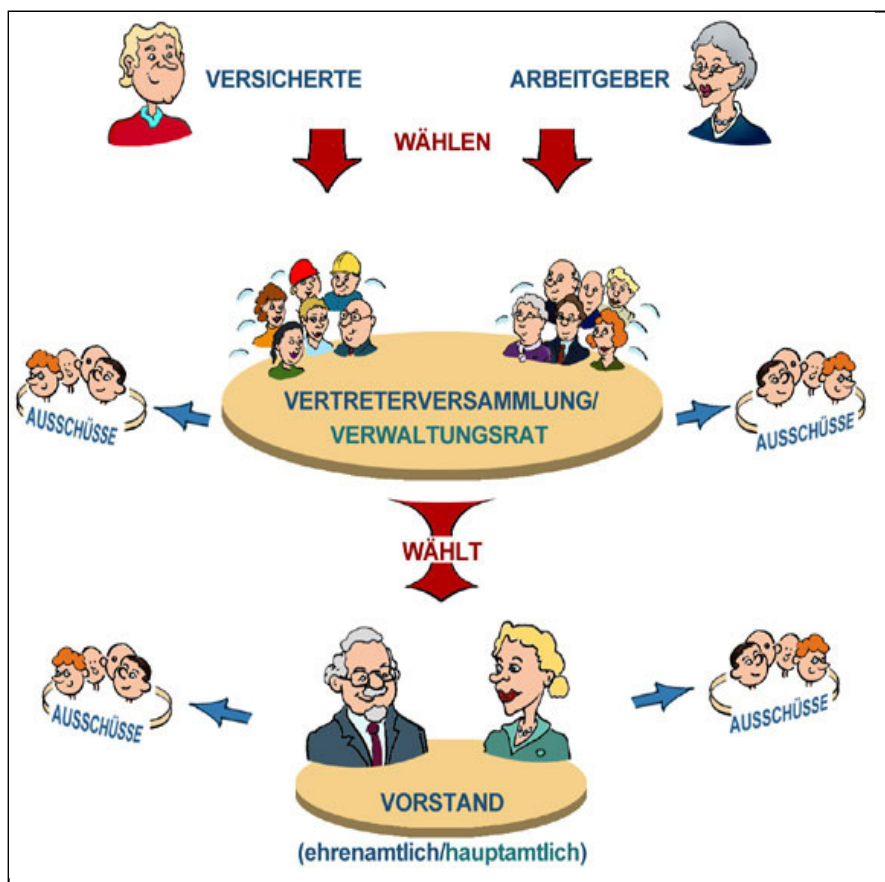 VERSICHERTE
ARBEITGEBER
WÄHLEN
VERTRETERVERSAMMLUNG/
VERWALTUNGSRAT
AUSSCHÜSSE
AUSSCHÜSSE
WÄHLT
AUSSCHÜSSE
AUSSCHÜSSE
VORSTAND
(ehrenamtlich/hauptamtlich)